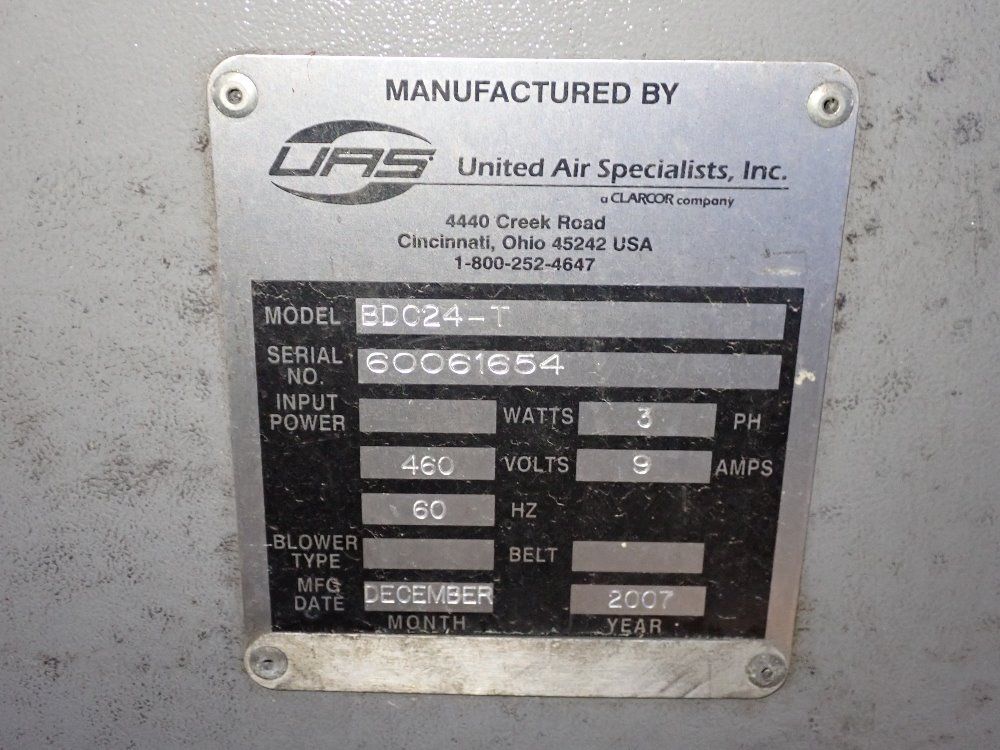 MANUFACTURED BY
UAS United Air Specialists, Inc.
a CLARCOR company
4440 Creek Road
Cincinnati, Ohio 45242 USA
1-800-252-4647
MODEL BDC24-T
SERIAL NO. 60061654
INPUT POWER WATTS 3 PH
460 VOLTS 9 AMPS
60 HZ
BLOWER TYPE BELT
MFG DATE DECEMBER 2007
MONTH YEAR